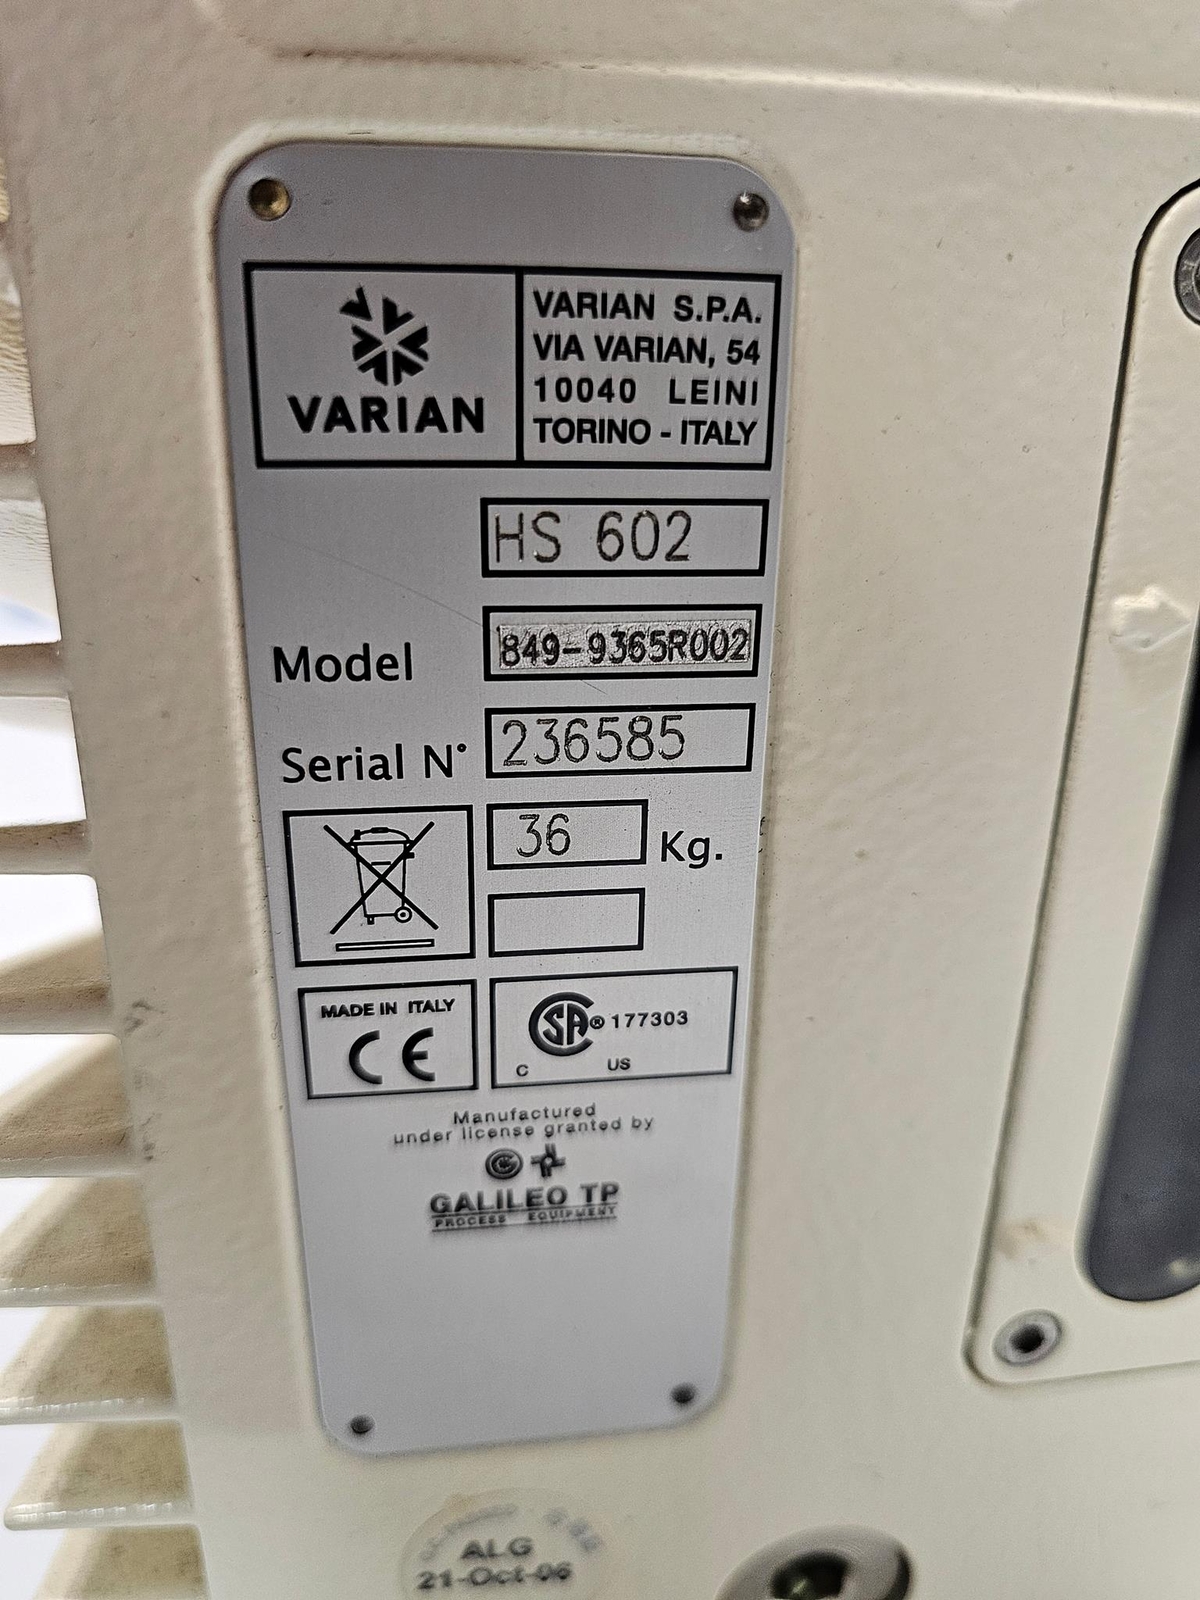 VARIAN
VARIAN S.P.A.
VIA VARIAN, 54
10040 LEINI
TORINO - ITALY
HS 602
Model 849-9365R002
Serial N° 236585
36 Kg.
MADE IN ITALY
CE
CSA ® 177303
C US
Manufactured
under license granted by
GALILEO TP
PROCESS EQUIPMENT
ALG
21-Oct-06